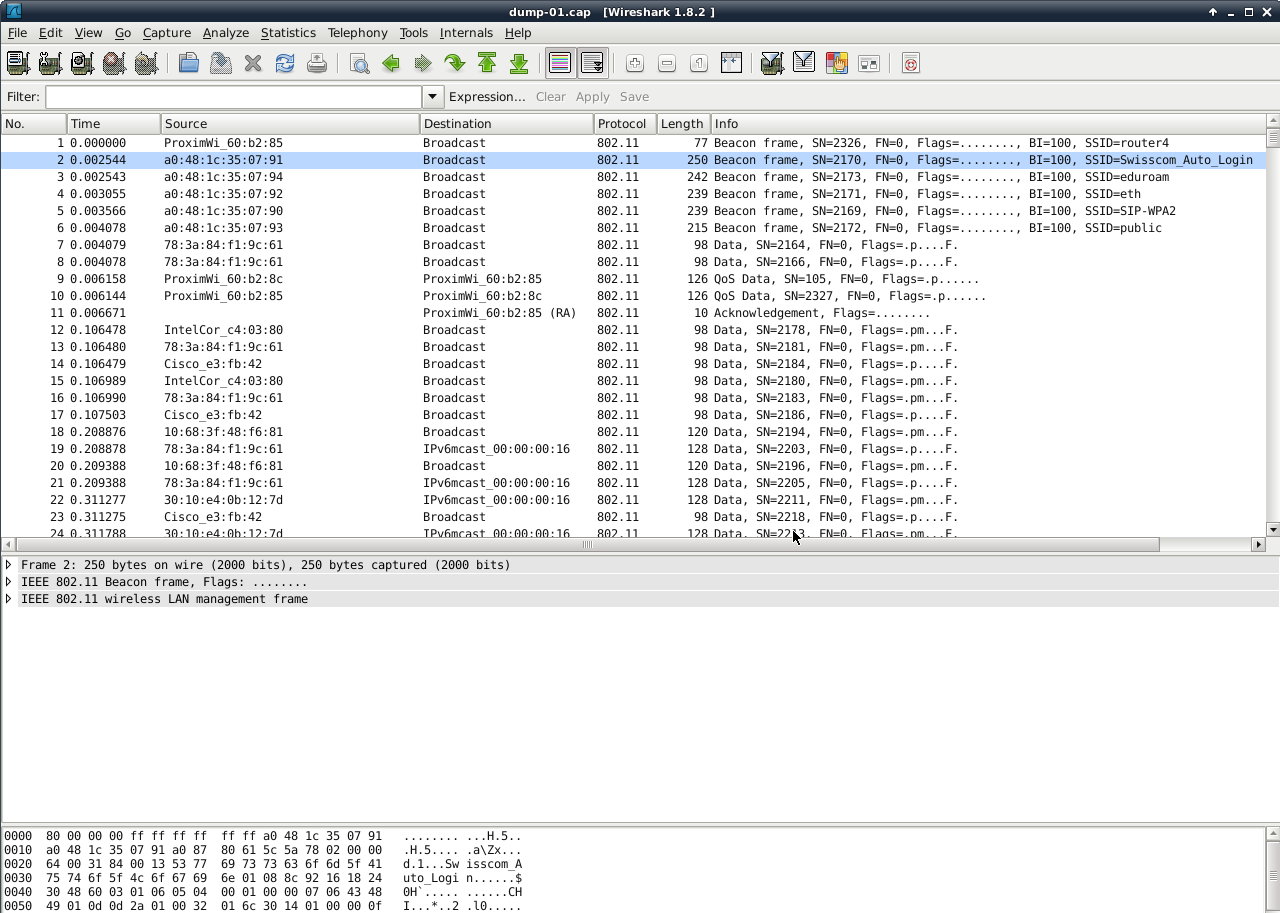 dump-01.cap   [Wireshark 1.8.2 ]
File Edit View Go Capture Analyze Statistics Telephony Tools Internals Help
Filter: Expression... Clear Apply Save
No. Time Source Destination Protocol Length Info
1 0.000000 ProximWi_60:b2:85 Broadcast 802.11 77 Beacon frame, SN=2326, FN=0, Flags=........, BI=100, SSID=router4
2 0.002544 a0:48:1c:35:07:91 Broadcast 802.11 250 Beacon frame, SN=2170, FN=0, Flags=........, BI=100, SSID=Swisscom_Auto_Login
3 0.002543 a0:48:1c:35:07:94 Broadcast 802.11 242 Beacon frame, SN=2173, FN=0, Flags=........, BI=100, SSID=eduroam
4 0.003055 a0:48:1c:35:07:92 Broadcast 802.11 239 Beacon frame, SN=2171, FN=0, Flags=........, BI=100, SSID=eth
5 0.003566 a0:48:1c:35:07:90 Broadcast 802.11 239 Beacon frame, SN=2169, FN=0, Flags=........, BI=100, SSID=SIP-WPA2
6 0.004078 a0:48:1c:35:07:93 Broadcast 802.11 215 Beacon frame, SN=2172, FN=0, Flags=........, BI=100, SSID=public
7 0.004079 78:3a:84:f1:9c:61 Broadcast 802.11 98 Data, SN=2164, FN=0, Flags=.p....F.
8 0.004078 78:3a:84:f1:9c:61 Broadcast 802.11 98 Data, SN=2166, FN=0, Flags=.p....F.
9 0.006158 ProximWi_60:b2:8c ProximWi_60:b2:85 802.11 126 QoS Data, SN=105, FN=0, Flags=.p......
10 0.006144 ProximWi_60:b2:85 ProximWi_60:b2:8c 802.11 126 QoS Data, SN=2327, FN=0, Flags=.p......
11 0.006671 ProximWi_60:b2:85 (RA) 802.11 10 Acknowledgement, Flags=........
12 0.106478 IntelCor_c4:03:80 Broadcast 802.11 98 Data, SN=2178, FN=0, Flags=.pm...F.
13 0.106480 78:3a:84:f1:9c:61 Broadcast 802.11 98 Data, SN=2181, FN=0, Flags=.pm...F.
14 0.106479 Cisco_e3:fb:42 Broadcast 802.11 98 Data, SN=2184, FN=0, Flags=.pm...F.
15 0.106989 IntelCor_c4:03:80 Broadcast 802.11 98 Data, SN=2180, FN=0, Flags=.pm...F.
16 0.106990 78:3a:84:f1:9c:61 Broadcast 802.11 98 Data, SN=2183, FN=0, Flags=.pm...F.
17 0.107503 Cisco_e3:fb:42 Broadcast 802.11 98 Data, SN=2186, FN=0, Flags=.pm...F.
18 0.208876 10:68:3f:48:f6:81 Broadcast 802.11 120 Data, SN=2194, FN=0, Flags=.pm...F.
19 0.208878 78:3a:84:f1:9c:61 IPv6mcast_00:00:00:16 802.11 128 Data, SN=2203, FN=0, Flags=.pm...F.
20 0.209388 10:68:3f:48:f6:81 Broadcast 802.11 120 Data, SN=2196, FN=0, Flags=.pm...F.
21 0.209388 78:3a:84:f1:9c:61 IPv6mcast_00:00:00:16 802.11 128 Data, SN=2205, FN=0, Flags=.pm...F.
22 0.311277 30:10:e4:0b:12:7d IPv6mcast_00:00:00:16 802.11 128 Data, SN=2211, FN=0, Flags=.pm...F.
23 0.311275 Cisco_e3:fb:42 Broadcast 802.11 98 Data, SN=2218, FN=0, Flags=.p....F.
24 0.311788 30:10:e4:0b:12:7d IPv6mcast_00:00:00:16 802.11 128 Data, FN=0, Flags=.pm...F.
Frame 2: 250 bytes on wire (2000 bits), 250 bytes captured (2000 bits)
IEEE 802.11 Beacon frame, Flags: ........
IEEE 802.11 wireless LAN management frame
0000  80 00 00 00 ff ff ff ff  ff ff a0 48 1c 35 07 91   ........ ...H.5..
0010  a0 48 1c 35 07 91 a0 87  80 61 5c 5a 78 02 00 00   .H.5.... .a\Zx...
0020  64 00 31 84 00 13 53 77  69 73 73 63 6f 6d 5f 41   d.1...Sw isscom_A
0030  75 74 6f 5f 4c 6f 67 69  6e 01 08 8c 92 16 18 24   uto_Logi n......$
0040  30 48 60 03 01 06 05 04  00 01 00 00 07 06 43 48   0H`..... ......CH
0050  49 01 0d 0d 2a 01 00 32  01 6c 30 14 01 00 00 0f   I...*..2 .l0.....